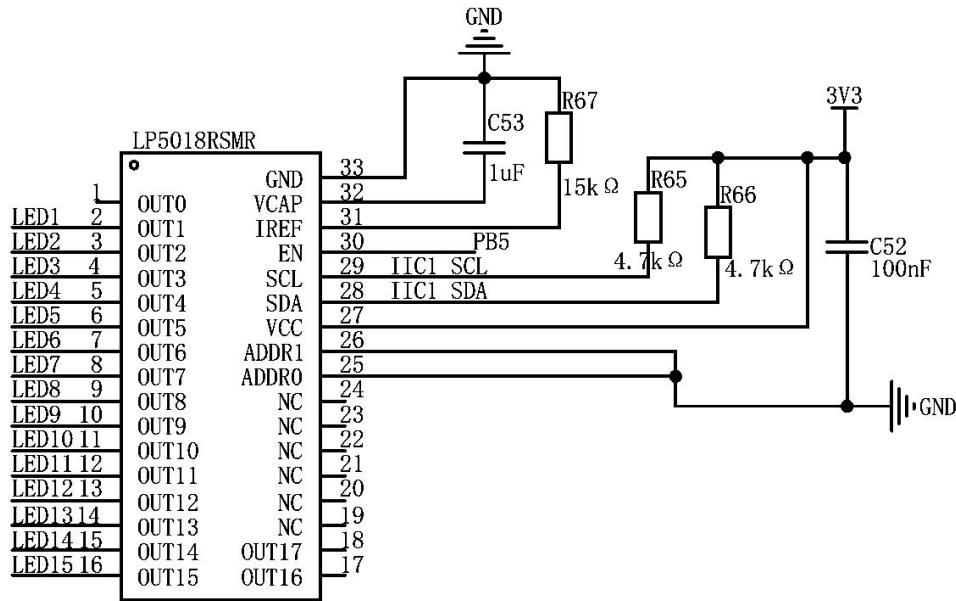 GND
R67
C53
1uF
15kΩ
3V3
R65
R66
4.7kΩ
4.7kΩ
C52
100nF
LP5018RSMR
GND 33
1 OUT0 VCAP 32
LED1 2 OUT1 IREF 31
LED2 3 OUT2 EN 30 PB5
LED3 4 OUT3 SCL 29 IIC1 SCL
LED4 5 OUT4 SDA 28 IIC1 SDA
LED5 6 OUT5 VCC 27
LED6 7 OUT6 ADDR1 26
LED7 8 OUT7 ADDR0 25
LED8 9 OUT8 NC 24
LED9 10 OUT9 NC 23
LED10 11 OUT10 NC 22
LED11 12 OUT11 NC 21
LED12 13 OUT12 NC 20
LED13 14 OUT13 NC 19
LED14 15 OUT14 OUT17 18
LED15 16 OUT15 OUT16 17
GND